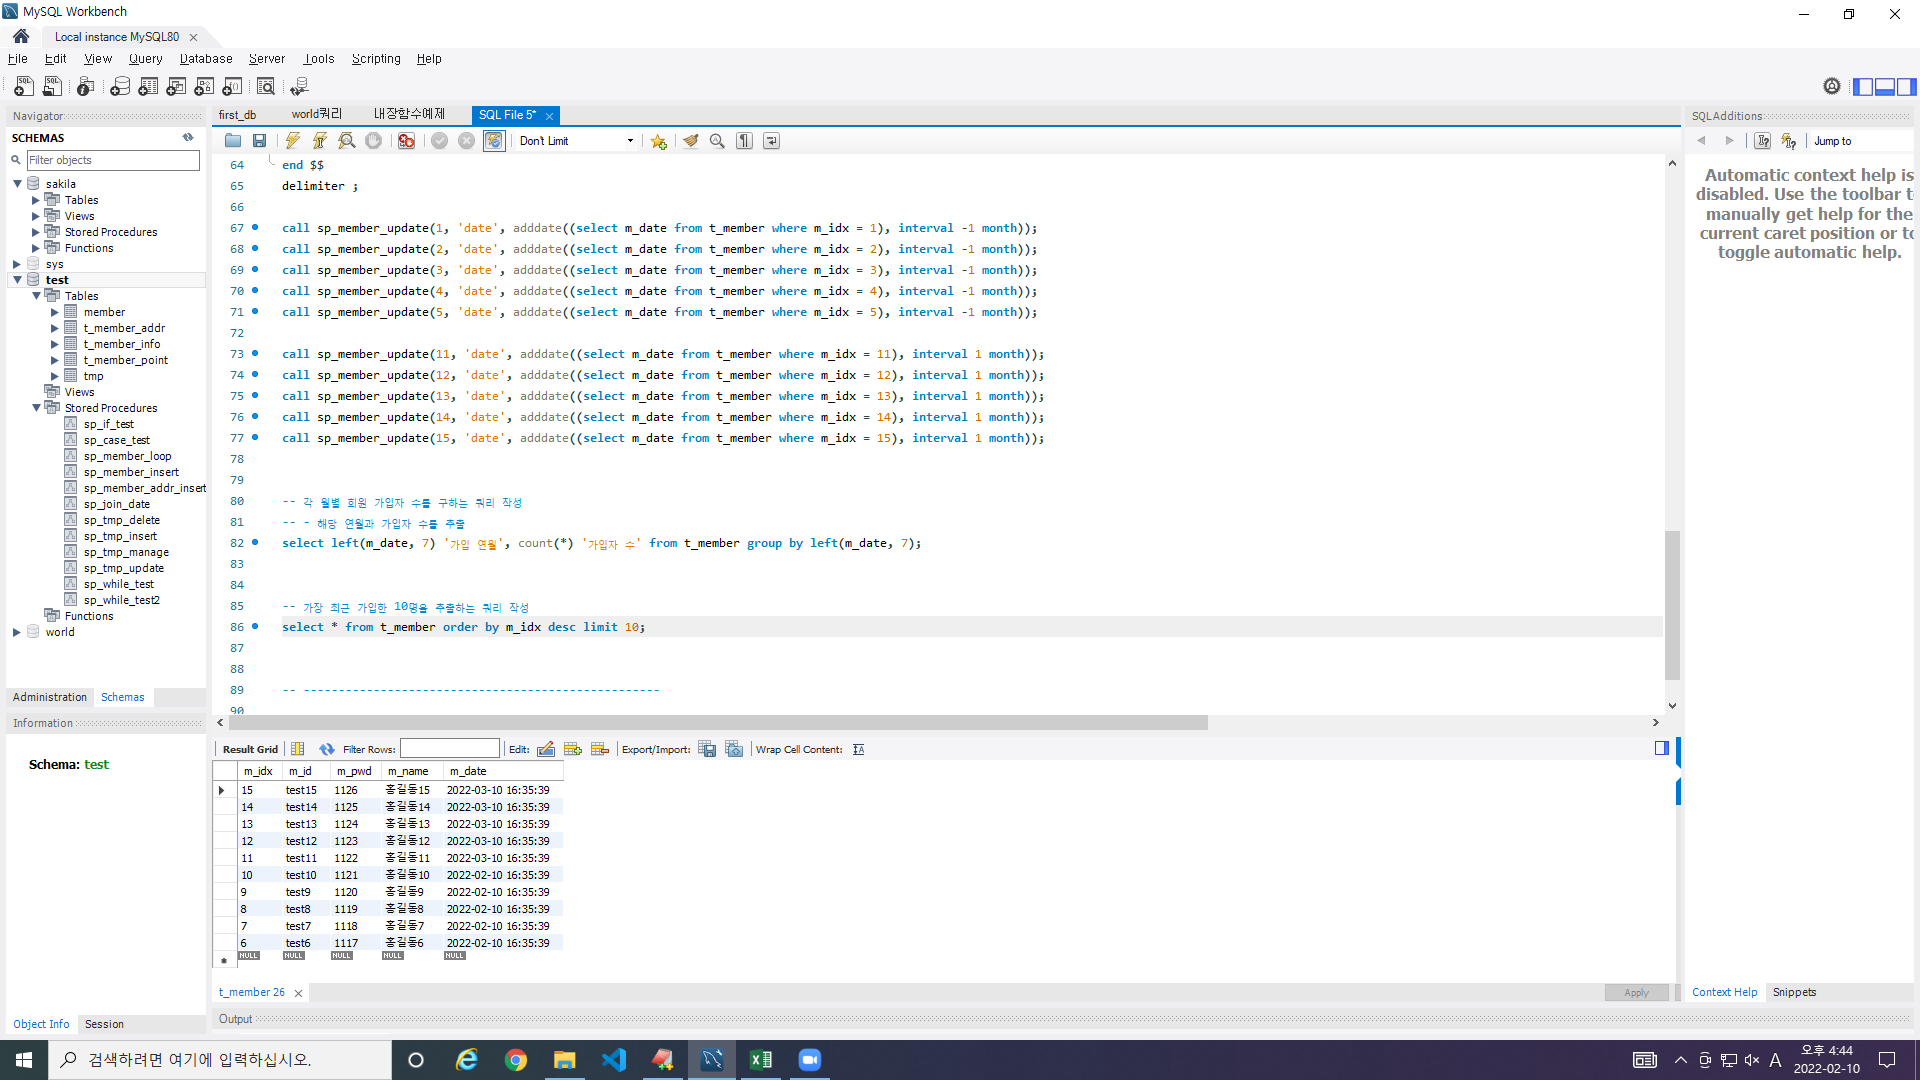 MySQL Workbench
Local instance MySQL80
File Edit View Query Database Server Tools Scripting Help
Navigator
SCHEMAS
Filter objects
sakila
Tables
Views
Stored Procedures
Functions
sys
test
Tables
member
t_member_addr
t_member_info
t_member_point
tmp
Views
Stored Procedures
sp_if_test
sp_case_test
sp_member_loop
sp_member_insert
sp_member_addr_insert
sp_join_date
sp_tmp_delete
sp_tmp_insert
sp_tmp_manage
sp_tmp_update
sp_while_test
sp_while_test2
Functions
world
Administration Schemas
Information
Schema: test
Object Info Session
first_db world쿼리 내장함수예제 SQL File 5*
Don't Limit
64 end $$
65 delimiter ;
66
67 call sp_member_update(1, 'date', adddate((select m_date from t_member where m_idx = 1), interval -1 month));
68 call sp_member_update(2, 'date', adddate((select m_date from t_member where m_idx = 2), interval -1 month));
69 call sp_member_update(3, 'date', adddate((select m_date from t_member where m_idx = 3), interval -1 month));
70 call sp_member_update(4, 'date', adddate((select m_date from t_member where m_idx = 4), interval -1 month));
71 call sp_member_update(5, 'date', adddate((select m_date from t_member where m_idx = 5), interval -1 month));
72
73 call sp_member_update(11, 'date', adddate((select m_date from t_member where m_idx = 11), interval 1 month));
74 call sp_member_update(12, 'date', adddate((select m_date from t_member where m_idx = 12), interval 1 month));
75 call sp_member_update(13, 'date', adddate((select m_date from t_member where m_idx = 13), interval 1 month));
76 call sp_member_update(14, 'date', adddate((select m_date from t_member where m_idx = 14), interval 1 month));
77 call sp_member_update(15, 'date', adddate((select m_date from t_member where m_idx = 15), interval 1 month));
78
79
80 -- 각 월별 회원 가입자 수를 구하는 쿼리 작성
81 -- - 해당 연월과 가입자 수를 추출
82 select left(m_date, 7) '가입 연월', count(*) '가입자 수' from t_member group by left(m_date, 7);
83
84
85 -- 가장 최근 가입한 10명을 추출하는 쿼리 작성
86 select * from t_member order by m_idx desc limit 10;
87
88
89 -- ---------------------------------------------------
90
Result Grid Filter Rows: Edit: Export/Import: Wrap Cell Content:
m_idx m_id m_pwd m_name m_date
15 test15 1126 홍길동15 2022-03-10 16:35:39
14 test14 1125 홍길동14 2022-03-10 16:35:39
13 test13 1124 홍길동13 2022-03-10 16:35:39
12 test12 1123 홍길동12 2022-03-10 16:35:39
11 test11 1122 홍길동11 2022-03-10 16:35:39
10 test10 1121 홍길동10 2022-02-10 16:35:39
9 test9 1120 홍길동9 2022-02-10 16:35:39
8 test8 1119 홍길동8 2022-02-10 16:35:39
7 test7 1118 홍길동7 2022-02-10 16:35:39
6 test6 1117 홍길동6 2022-02-10 16:35:39
NULL NULL NULL NULL NULL
t_member 26
Apply
Output
SQLAdditions
Jump to
Automatic context help is
disabled. Use the toolbar t
manually get help for the
current caret position or to
toggle automatic help.
Context Help Snippets
검색하려면 여기에 입력하십시오.
A
오후 4:44
2022-02-10